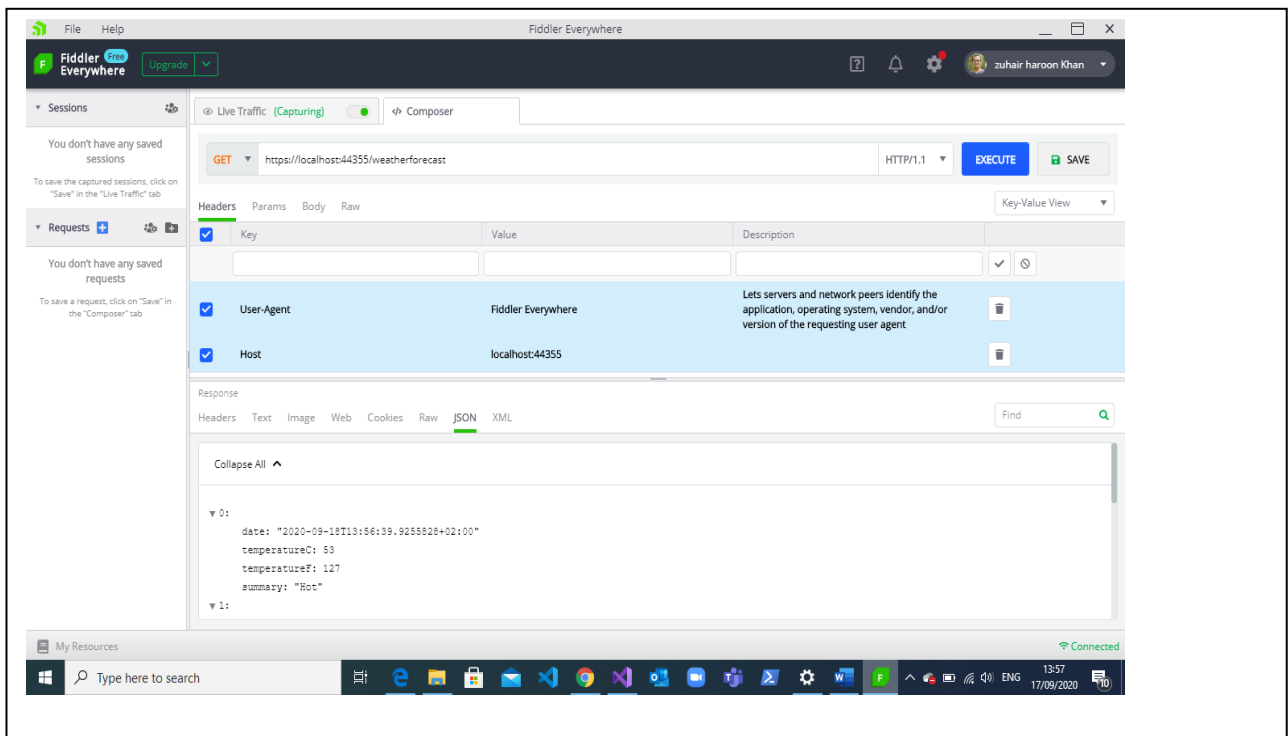 File Help Fiddler Everywhere
Fiddler Free
Everywhere
Upgrade
zuhair haroon Khan
Sessions
You don't have any saved
sessions
To save the captured sessions, click on
"Save" in the "Live Traffic" tab
Requests
You don't have any saved
requests
To save a request, click on "Save" in
the "Composer" tab
Live Traffic (Capturing) Composer
GET https://localhost:44355/weatherforecast HTTP/1.1 EXECUTE SAVE
Headers Params Body Raw Key-Value View
Key Value Description
User-Agent Fiddler Everywhere Lets servers and network peers identify the
application, operating system, vendor, and/or
version of the requesting user agent
Host localhost:44355
Response
Headers Text Image Web Cookies Raw JSON XML Find
Collapse All
0:
date: "2020-09-18T13:56:39.9255828+02:00"
temperatureC: 53
temperatureF: 127
summary: "Hot"
1:
My Resources Connected
Type here to search ENG 13:57
17/09/2020
10